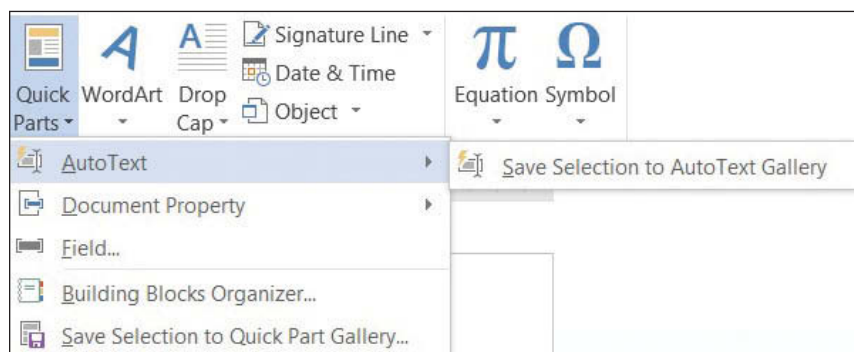 Quick Parts
WordArt
Drop Cap
Signature Line
Date & Time
Object
π
Equation
Ω
Symbol
AutoText
Save Selection to AutoText Gallery
Document Property
Field...
Building Blocks Organizer...
Save Selection to Quick Part Gallery...